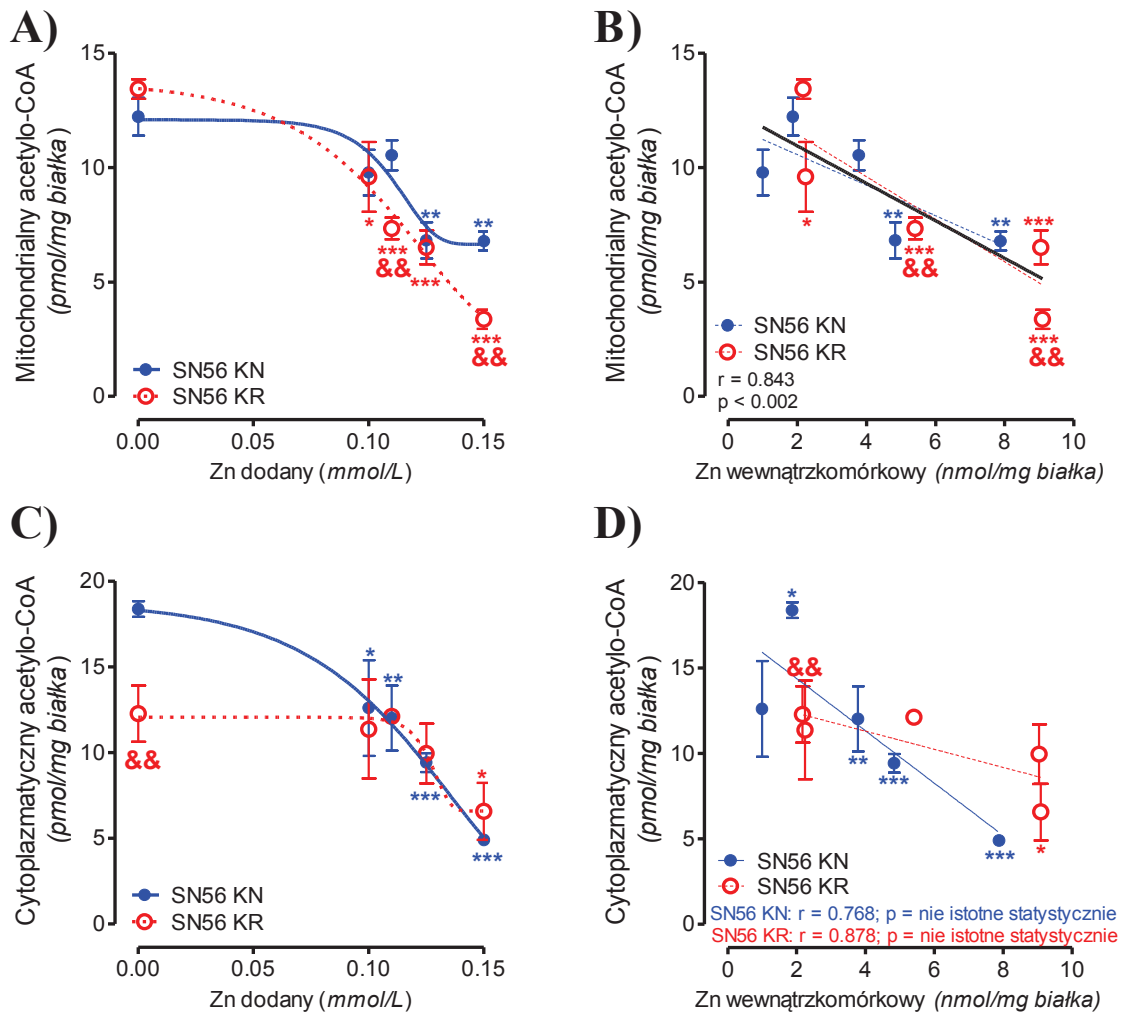 A)
Mitochondrialny acetylo-CoA
(pmol/mg białka)
15
10
5
0
**
**
*
***
&&
***
***
&&
SN56 KN
SN56 KR
0.00
0.05
0.10
0.15
Zn dodany (mmol/L)
B)
Mitochondrialny acetylo-CoA
(pmol/mg białka)
15
10
5
0
**
**
***
*
***
&&
***
&&
SN56 KN
SN56 KR
r = 0.843
p < 0.002
0
2
4
6
8
10
Zn wewnątrzkomórkowy (nmol/mg białka)
C)
Cytoplazmatyczny acetylo-CoA
(pmol/mg białka)
20
15
10
5
0
*
**
&&
***
*
***
SN56 KN
SN56 KR
0.00
0.05
0.10
0.15
Zn dodany (mmol/L)
D)
Cytoplazmatyczny acetylo-CoA
(pmol/mg białka)
20
15
10
5
0
*
&&
**
***
***
*
SN56 KN
SN56 KR
SN56 KN: r = 0.768; p = nie istotne statystycznie
SN56 KR: r = 0.878; p = nie istotne statystycznie
0
2
4
6
8
10
Zn wewnątrzkomórkowy (nmol/mg białka)